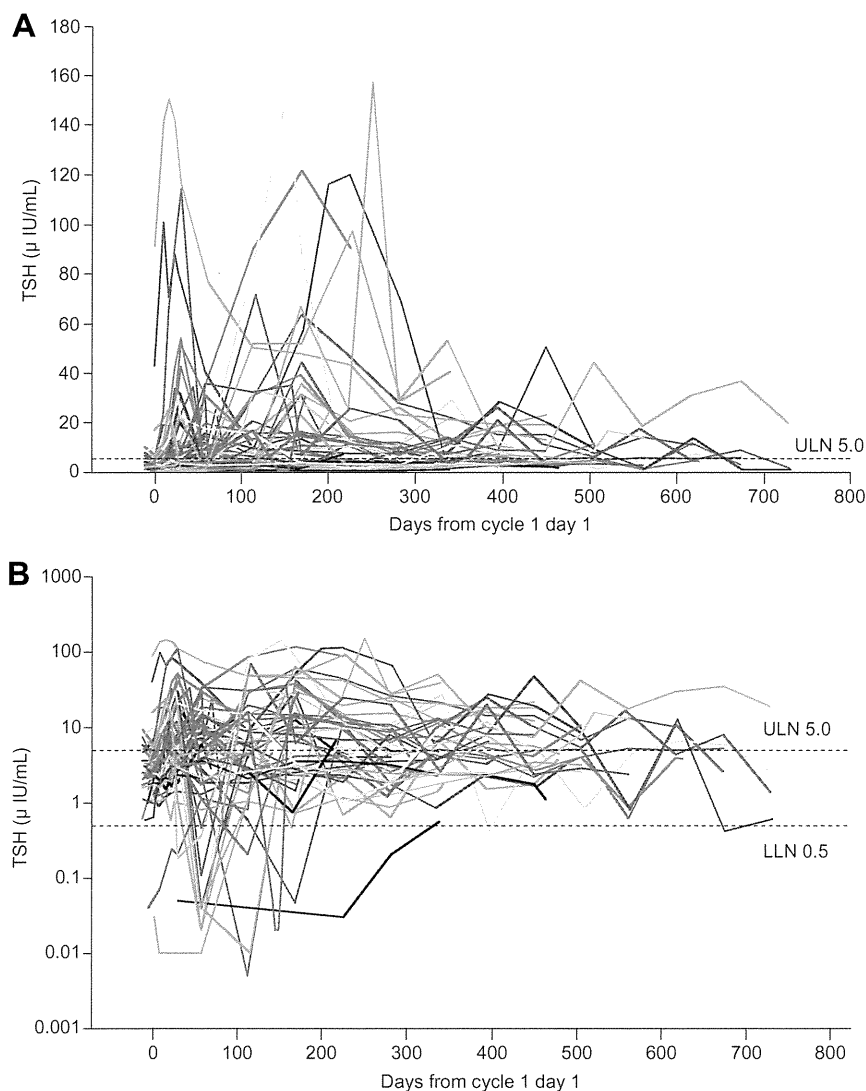 A
180
160
140
120
100
80
60
40
20
0
TSH (μ IU/mL)
ULN 5.0
0 100 200 300 400 500 600 700 800
Days from cycle 1 day 1
B
1000
100
10
1
0.1
0.01
0.001
TSH (μ IU/mL)
ULN 5.0
LLN 0.5
0 100 200 300 400 500 600 700 800
Days from cycle 1 day 1